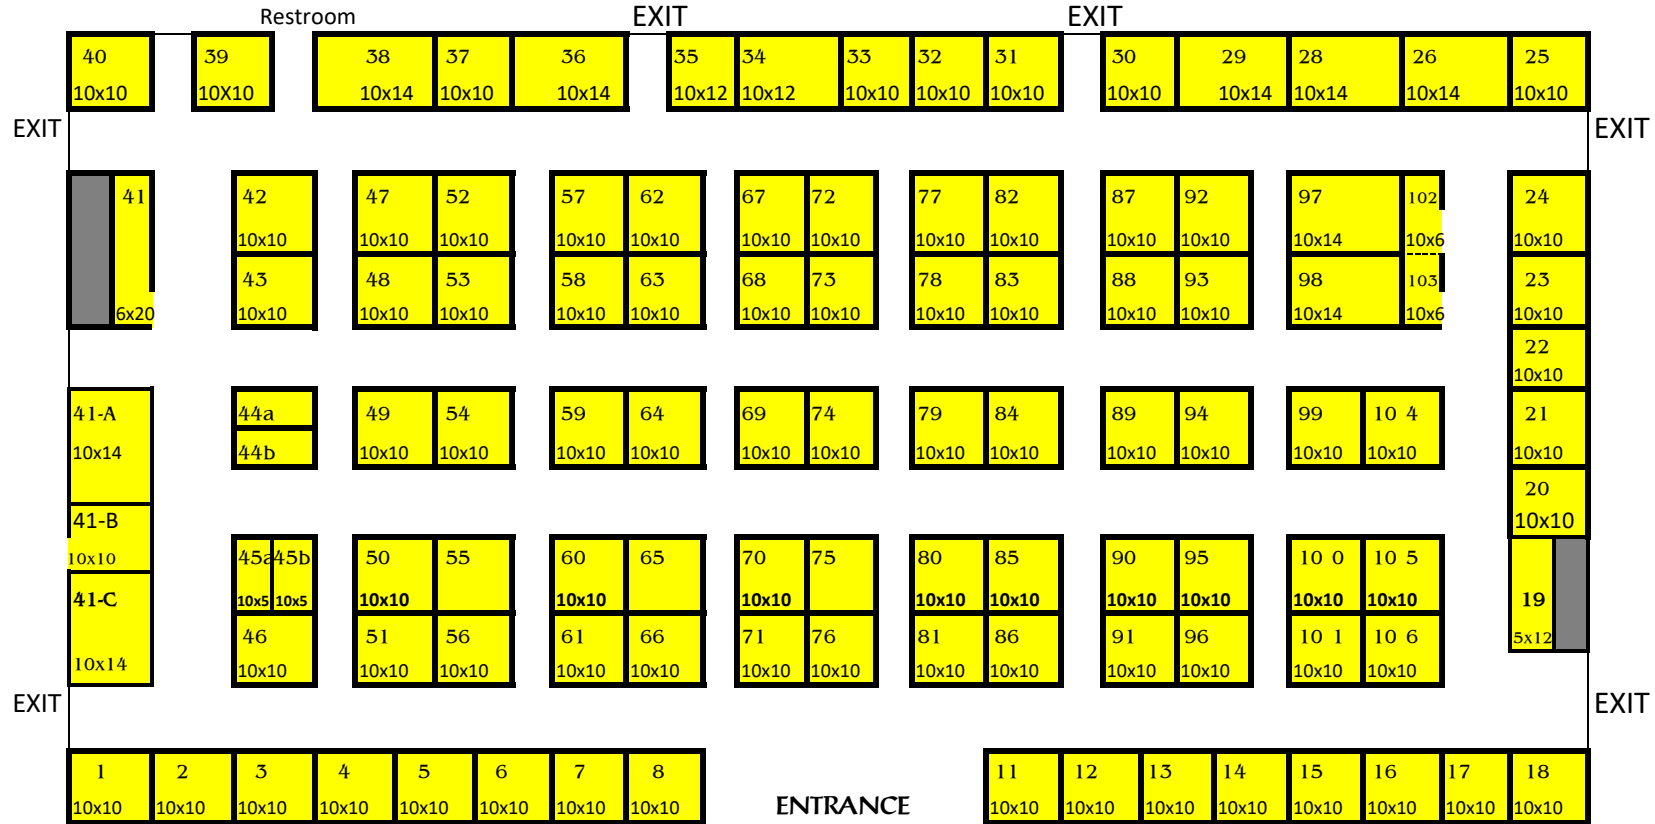 Restroom EXIT EXIT
40 39 38 37 36 35 34 33 32 31 30 29 28 26 25
10x10 10X10 10x14 10x10 10x14 10x12 10x12 10x10 10x10 10x10 10x10 10x14 10x14 10x14 10x10
EXIT EXIT
41 42 47 52 57 62 67 72 77 82 87 92 97 102 24
10x10 10x10 10x10 10x10 10x10 10x10 10x10 10x10 10x10 10x10 10x10 10x14 10x6 10x10
43 48 53 58 63 68 73 78 83 88 93 98 103 23
6x20 10x10 10x10 10x10 10x10 10x10 10x10 10x10 10x10 10x10 10x10 10x10 10x14 10x6 10x10
22
10x10
41-A 44a 49 54 59 64 69 74 79 84 89 94 99 10 4 21
10x14 44b 10x10 10x10 10x10 10x10 10x10 10x10 10x10 10x10 10x10 10x10 10x10 10x10 10x10
20
41-B 10x10
10x10 45a 45b 50 55 60 65 70 75 80 85 90 95 10 0 10 5
41-C 10x5 10x5 10x10 10x10 10x10 10x10 10x10 10x10 10x10 10x10 10x10 19
46 51 56 61 66 71 76 81 86 91 96 10 1 10 6 5x12
10x14 10x10 10x10 10x10 10x10 10x10 10x10 10x10 10x10 10x10 10x10 10x10 10x10 10x10
EXIT EXIT
1 2 3 4 5 6 7 8 11 12 13 14 15 16 17 18
10x10 10x10 10x10 10x10 10x10 10x10 10x10 10x10 ENTRANCE 10x10 10x10 10x10 10x10 10x10 10x10 10x10 10x10